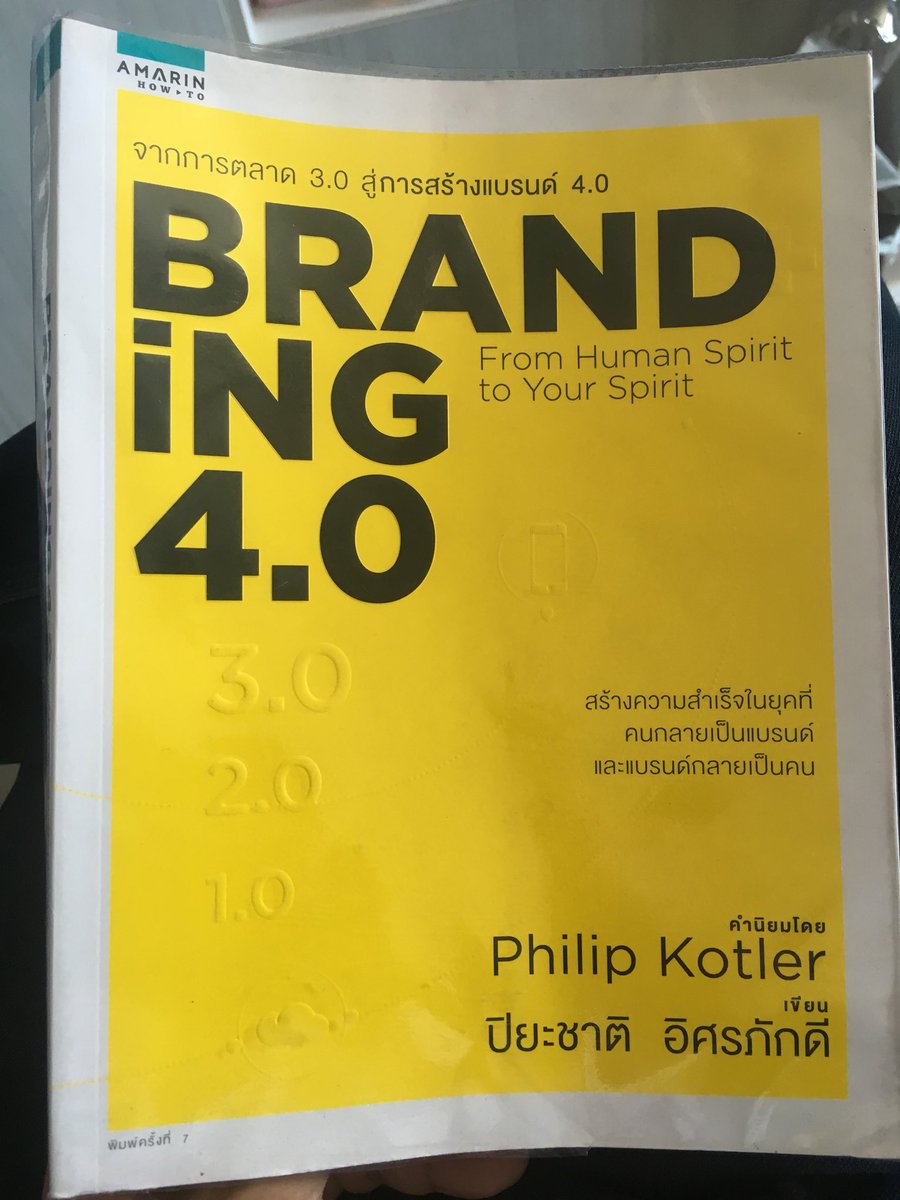 AMARIN
HOW TO
จากการตลาด 3.0 สู่การสร้างแบรนด์ 4.0
BRAND
iNG
From Human Spirit
to Your Spirit
4.0
3.0
2.0
1.0
สร้างความสำเร็จในยุคที่
คนกลายเป็นแบรนด์
และแบรนด์กลายเป็นคน
คำนิยมโดย
Philip Kotler
เขียน
ปิยะชาติ อิศรภักดี
พิมพ์ครั้งที่ 7